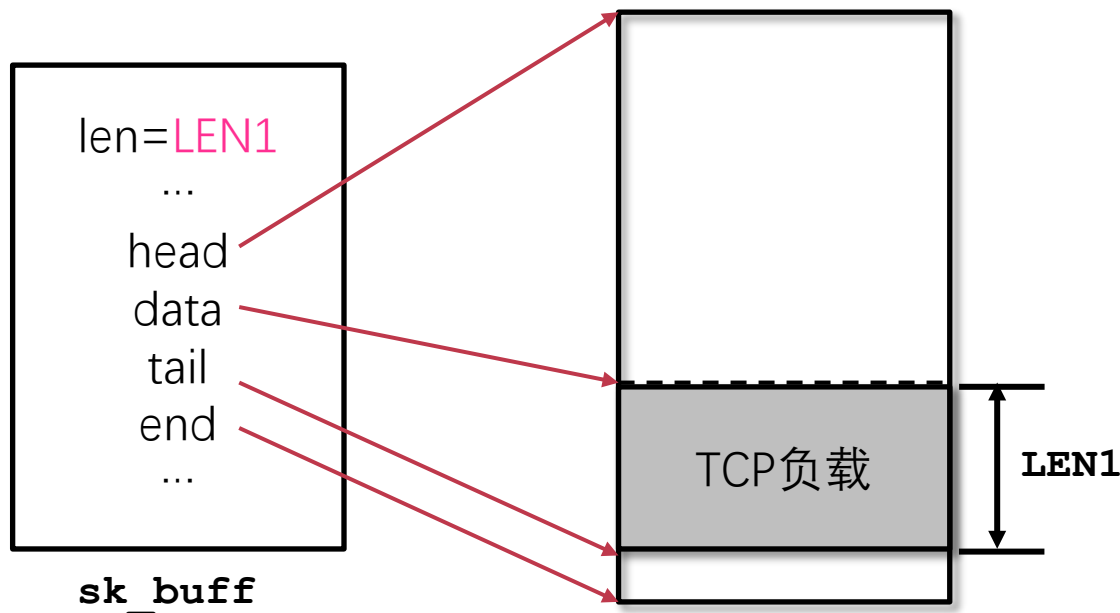 len=LEN1
...
head
data
tail
end
...
sk_buff
TCP负载
LEN1